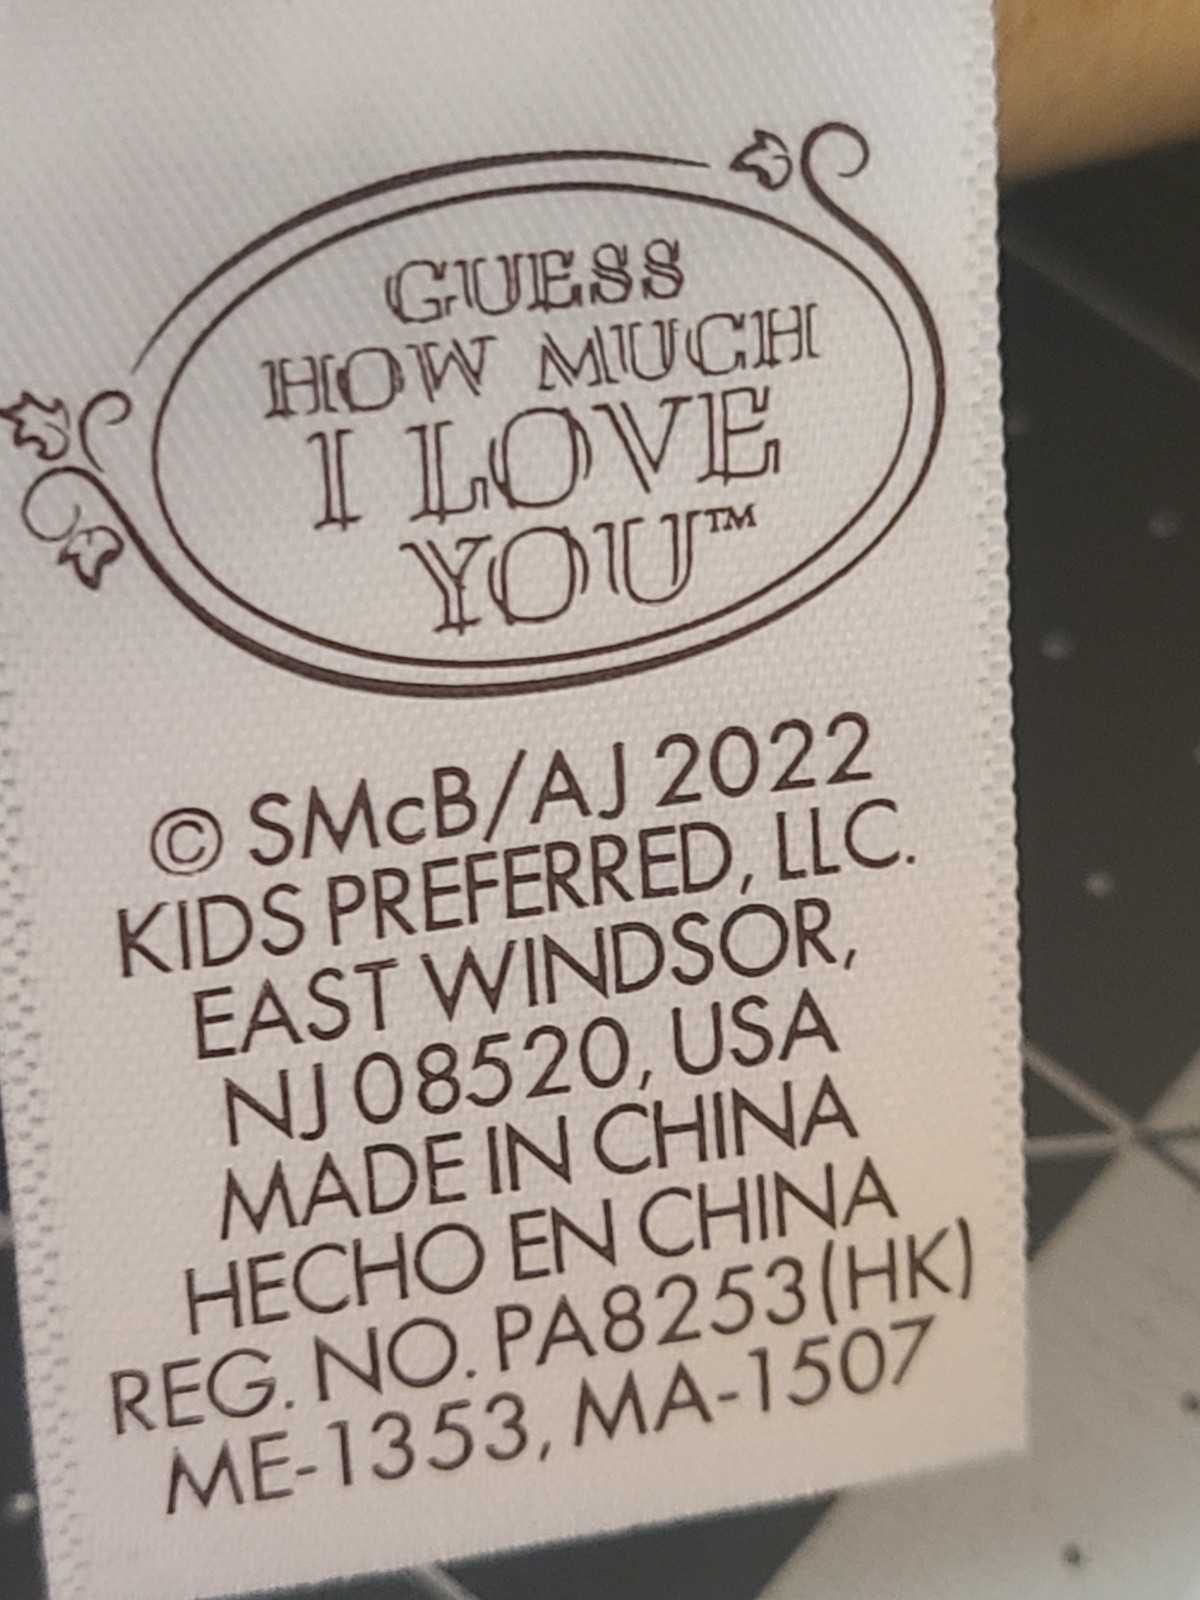 GUESS
HOW MUCH
I LOVE
YOU™
© SMcB/AJ 2022
KIDS PREFERRED, LLC.
EAST WINDSOR,
NJ 08520, USA
MADE IN CHINA
HECHO EN CHINA
REG. NO. PA8253(HK)
ME-1353, MA-1507